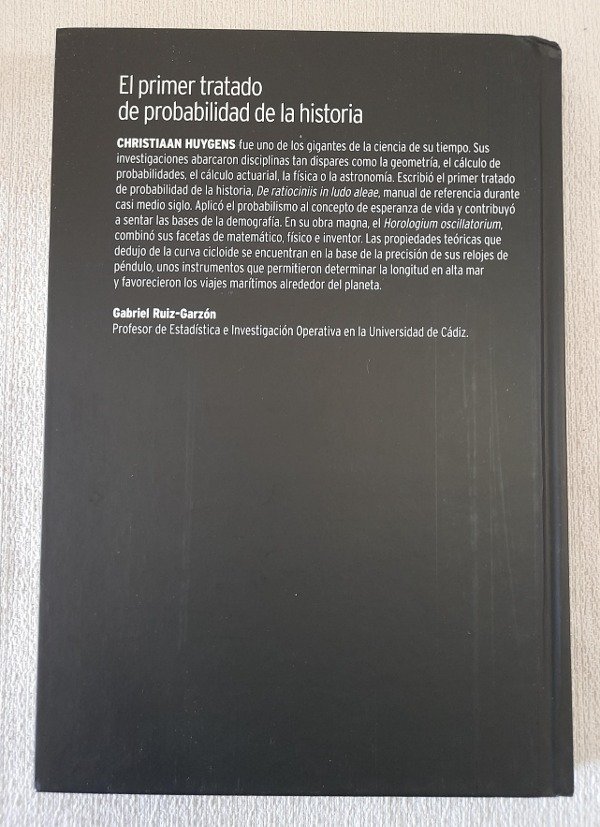 El primer tratado
de probabilidad de la historia
CHRISTIAAN HUYGENS fue uno de los gigantes de la ciencia de su tiempo. Sus
investigaciones abarcaron disciplinas tan dispares como la geometría, el cálculo de
probabilidades, el cálculo actuarial, la física o la astronomía. Escribió el primer tratado
de probabilidad de la historia, De ratiociniis in ludo aleae, manual de referencia durante
casi medio siglo. Aplicó el probabilismo al concepto de esperanza de vida y contribuyó
a sentar las bases de la demografía. En su obra magna, el Horologium oscillatorium,
combinó sus facetas de matemático, físico e inventor. Las propiedades teóricas que
dedujo de la curva cicloide se encuentran en la base de la precisión de sus relojes de
péndulo, unos instrumentos que permitieron determinar la longitud en alta mar
y favorecieron los viajes marítimos alrededor del planeta.
Gabriel Ruiz-Garzón
Profesor de Estadística e Investigación Operativa en la Universidad de Cádiz.